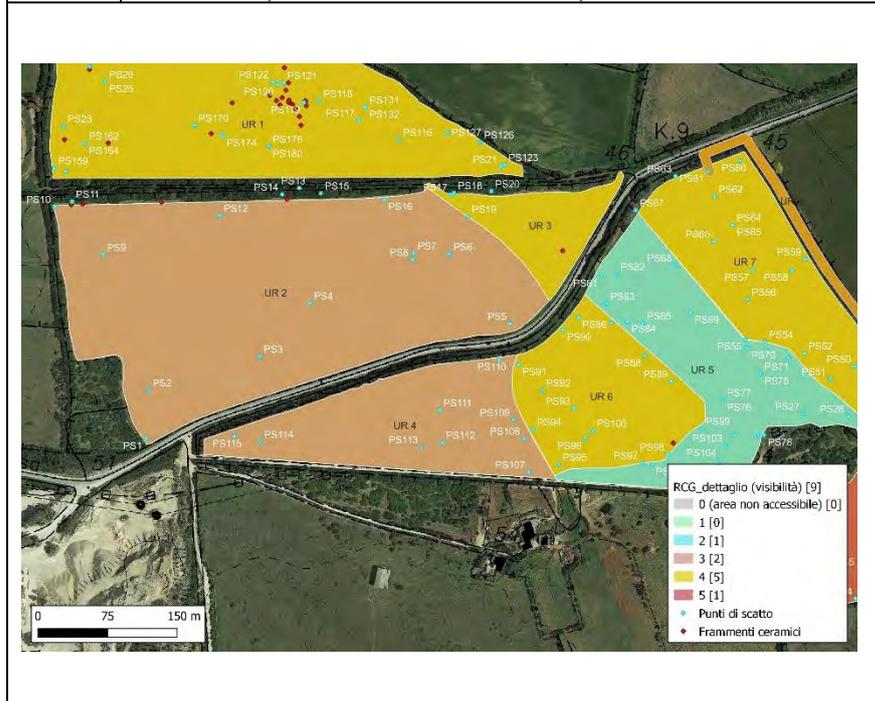 PS26
PS25
PS122
PS121
PS120
PS119
PS118
PS117
PS131
PS132
PS23
PS170
UR 1
PS162
PS164
PS174
PS176
PS180
PS116
PS127
PS126
PS159
PS21
PS123
K.9
46
45
PS63
PS61
PS60
PS10
PS11
PS14
PS13
PS15
PS12
PS16
PS17
PS18
PS20
PS19
UR 3
PS67
PS62
PS64
PS65
PS66
PS9
PS8
PS7
PS6
UR 2
PS4
PS5
PS3
PS2
PS1
PS68
PS82
PS81
PS83
PS86
PS85
PS84
PS69
UR 7
PS59
PS57
PS58
PS56
PS90
PS88
PS89
PS55
PS54
PS52
PS70
PS71
PS75
PS51
PS50
UR 5
PS110
PS91
PS92
PS93
UR 6
PS111
PS109
PS94
PS100
PS77
PS76
PS27
PS28
UR 4
PS115
PS114
PS113
PS112
PS108
PS96
PS95
PS97
PS98
PS99
PS103
PS104
PS78
PS107
51
RCG_dettaglio (visibilità) [9]
0 (area non accessibile) [0]
1 [0]
2 [1]
3 [2]
4 [5]
5 [1]
Punti di scatto
Frammenti ceramici
0 75 150 m